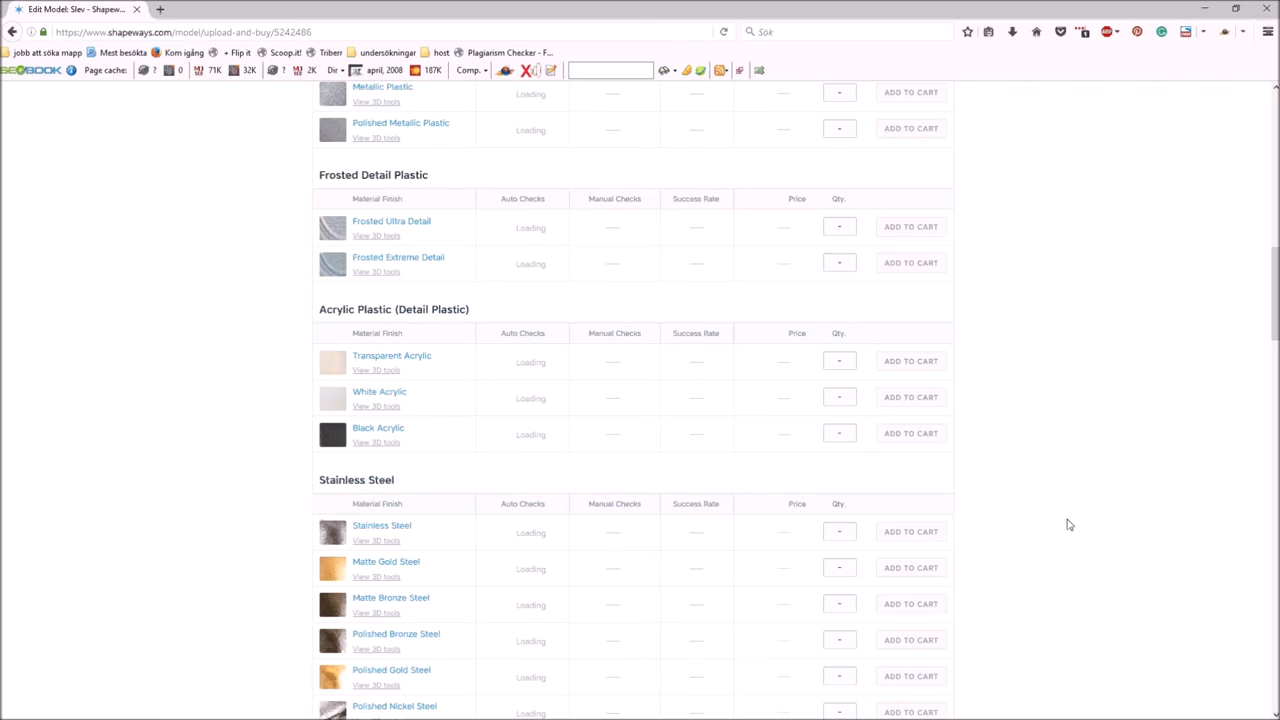 Edit Model: Slev - Shapew...
https://www.shapeways.com/model/upload-and-buy/5242486
Sök
jobb att söka mapp Mest besökta Kom igång + Flip it Scoop.it! Triberr undersökningar host Plagiarism Checker - F...
SEOBOOK Page cache: ? 0 71K 32K ? 2K Dir april, 2008 187K Comp.
Metallic Plastic Loading - ADD TO CART
View 3D tools
Polished Metallic Plastic Loading - ADD TO CART
View 3D tools
Frosted Detail Plastic
Material Finish Auto Checks Manual Checks Success Rate Price Qty.
Frosted Ultra Detail Loading - ADD TO CART
View 3D tools
Frosted Extreme Detail Loading - ADD TO CART
View 3D tools
Acrylic Plastic (Detail Plastic)
Material Finish Auto Checks Manual Checks Success Rate Price Qty.
Transparent Acrylic Loading - ADD TO CART
View 3D tools
White Acrylic Loading - ADD TO CART
View 3D tools
Black Acrylic Loading - ADD TO CART
View 3D tools
Stainless Steel
Material Finish Auto Checks Manual Checks Success Rate Price Qty.
Stainless Steel Loading - ADD TO CART
View 3D tools
Matte Gold Steel Loading - ADD TO CART
View 3D tools
Matte Bronze Steel Loading - ADD TO CART
View 3D tools
Polished Bronze Steel Loading - ADD TO CART
View 3D tools
Polished Gold Steel Loading - ADD TO CART
View 3D tools
Polished Nickel Steel Loading - ADD TO CART